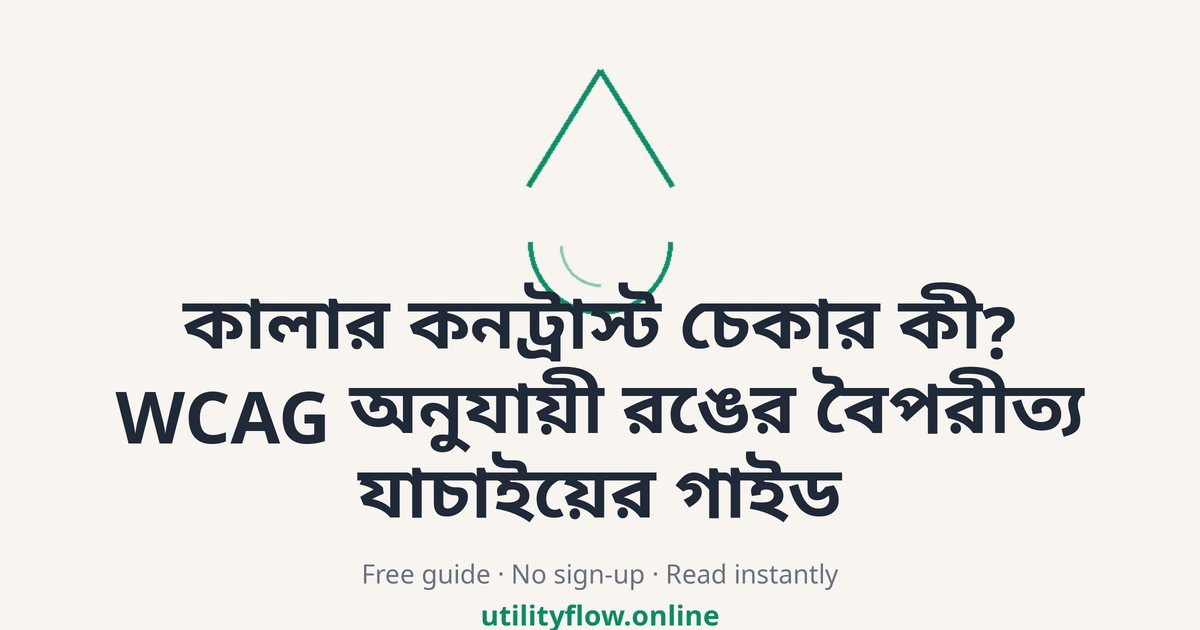 কালার কনট্রাস্ট চেকার কী?
WCAG অনুযায়ী রঙের বৈপরীত্য
যাচাইয়ের গাইড
Free guide · No sign-up · Read instantly
utilityflow.online